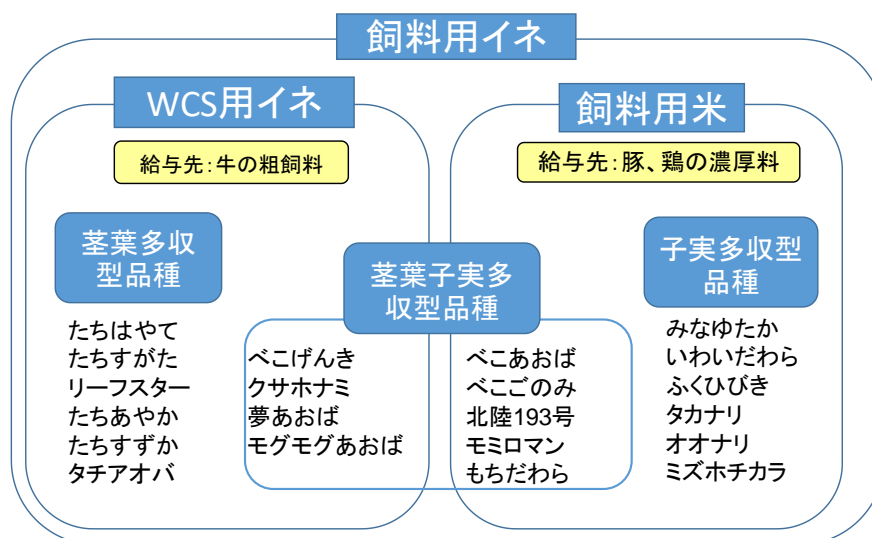 飼料用イネ
WCS用イネ
飼料用米
給与先:牛の粗飼料
給与先:豚、鶏の濃厚料
茎葉多収
型品種
茎葉子実多
収型品種
子実多収型
品種
たちはやて
たちすがた
リーフスター
たちあやか
たちすずか
タチアオバ
べこげんき
クサホナミ
夢あおば
モグモグあおば
べこあおば
べこごのみ
北陸193号
モミロマン
もちだわら
みなゆたか
いわいだわら
ふくひびき
タカナリ
オオナリ
ミズホチカラ